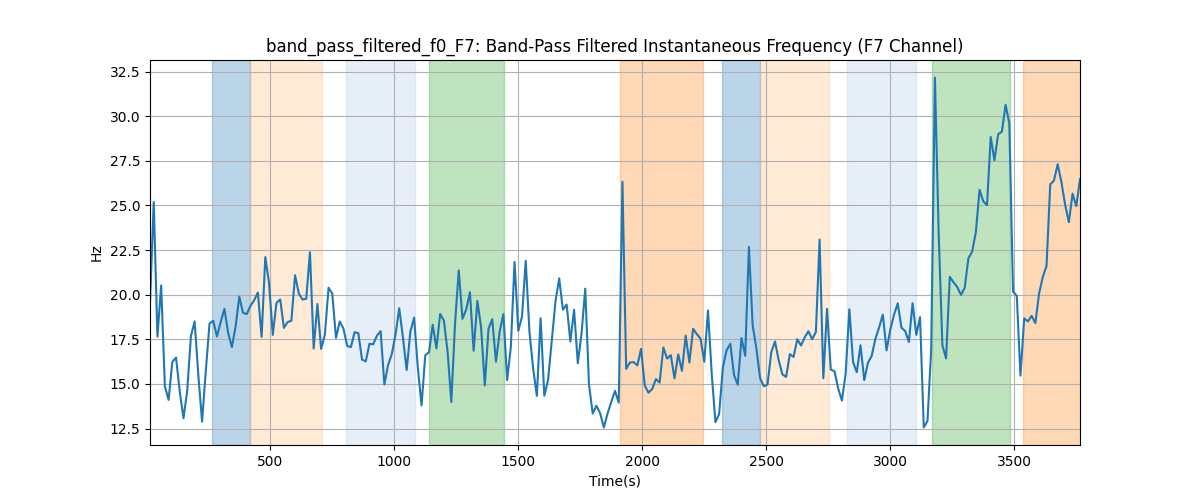 band_pass_filtered_f0_F7: Band-Pass Filtered Instantaneous Frequency (F7 Channel)
32.5
30.0
27.5
25.0
22.5
20.0
17.5
15.0
12.5
Hz
500 1000 1500 2000 2500 3000 3500
Time(s)